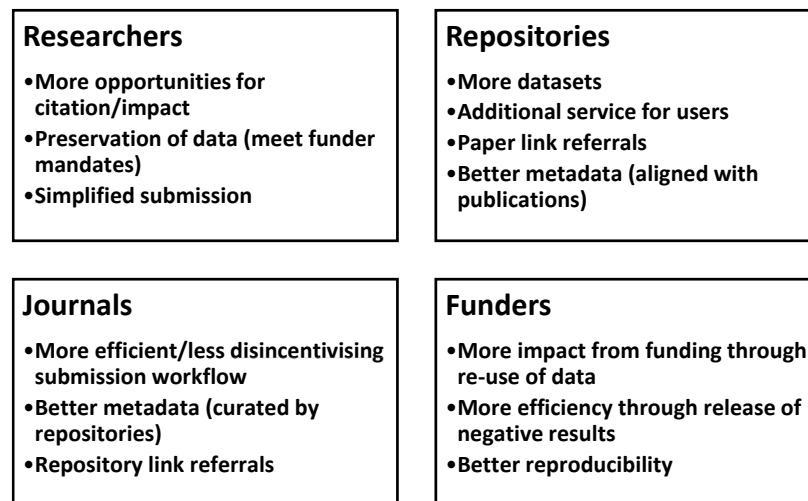 Researchers
•More opportunities for
citation/impact
•Preservation of data (meet funder
mandates)
•Simplified submission
Repositories
•More datasets
•Additional service for users
•Paper link referrals
•Better metadata (aligned with
publications)
Journals
•More efficient/less disincentivising
submission workflow
•Better metadata (curated by
repositories)
•Repository link referrals
Funders
•More impact from funding through
re-use of data
•More efficiency through release of
negative results
•Better reproducibility